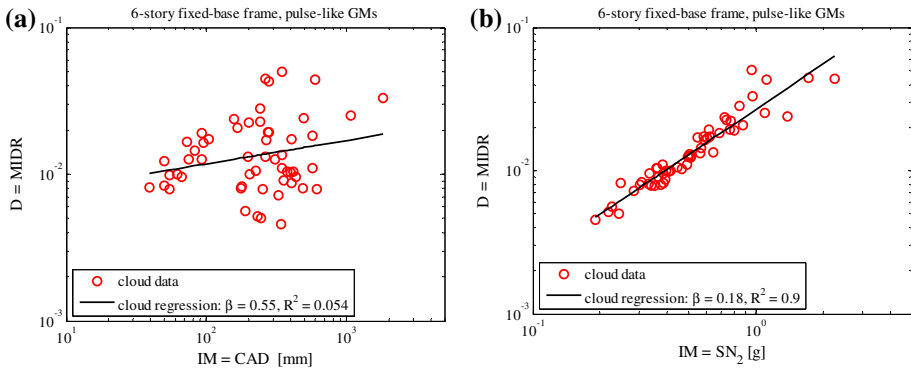 (a)
6-story fixed-base frame, pulse-like GMs
10^-1
10^-2
10^-3
D = MIDR
cloud data
cloud regression: β = 0.55, R^2 = 0.054
10^1 10^2 10^3
IM = CAD [mm]
(b)
6-story fixed-base frame, pulse-like GMs
10^-1
10^-2
10^-3
D = MIDR
cloud data
cloud regression: β = 0.18, R^2 = 0.9
10^-1 10^0
IM = SN_2 [g]